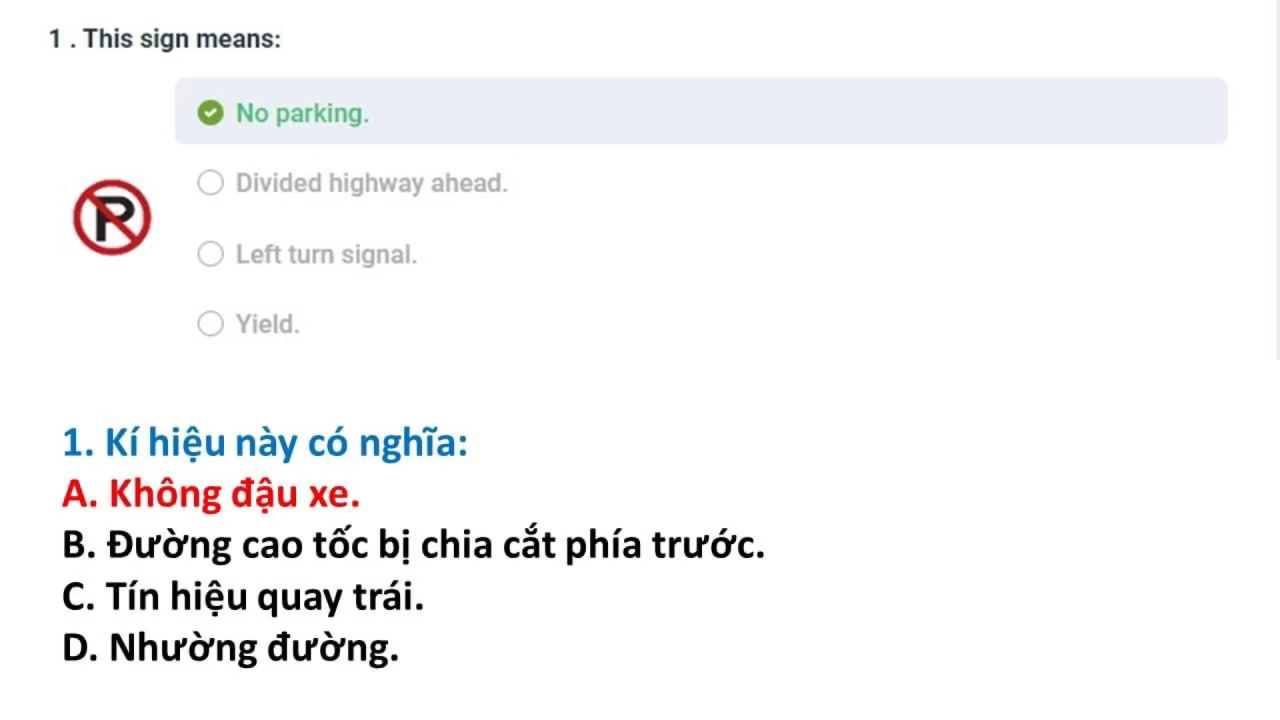 1 . This sign means:
No parking.
Divided highway ahead.
P
Left turn signal.
Yield.
1. Kí hiệu này có nghĩa:
A. Không đậu xe.
B. Đường cao tốc bị chia cắt phía trước.
C. Tín hiệu quay trái.
D. Nhường đường.